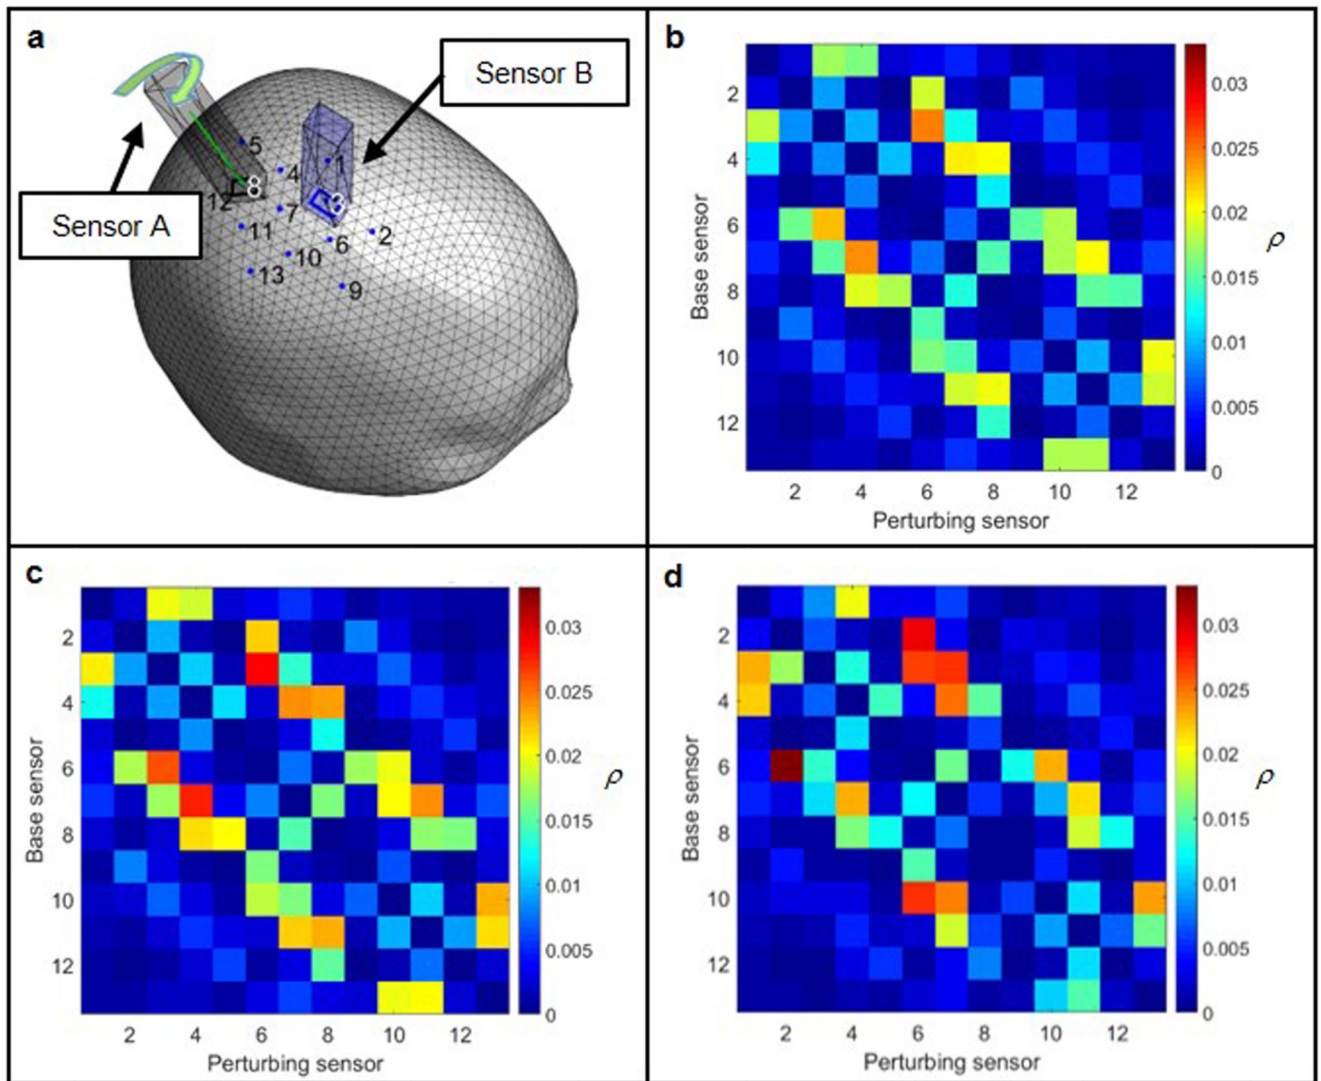 a
Sensor B
Sensor A
5
1
4
8
3
12
7
2
11
6
10
13
9
b
2
4
6
8
10
12
Base sensor
2 4 6 8 10 12
Perturbing sensor
0.03
0.025
0.02
0.015
0.01
0.005
0
ρ
c
2
4
6
8
10
12
Base sensor
2 4 6 8 10 12
Perturbing sensor
0.03
0.025
0.02
0.015
0.01
0.005
0
ρ
d
2
4
6
8
10
12
Base sensor
2 4 6 8 10 12
Perturbing sensor
0.03
0.025
0.02
0.015
0.01
0.005
0
ρ